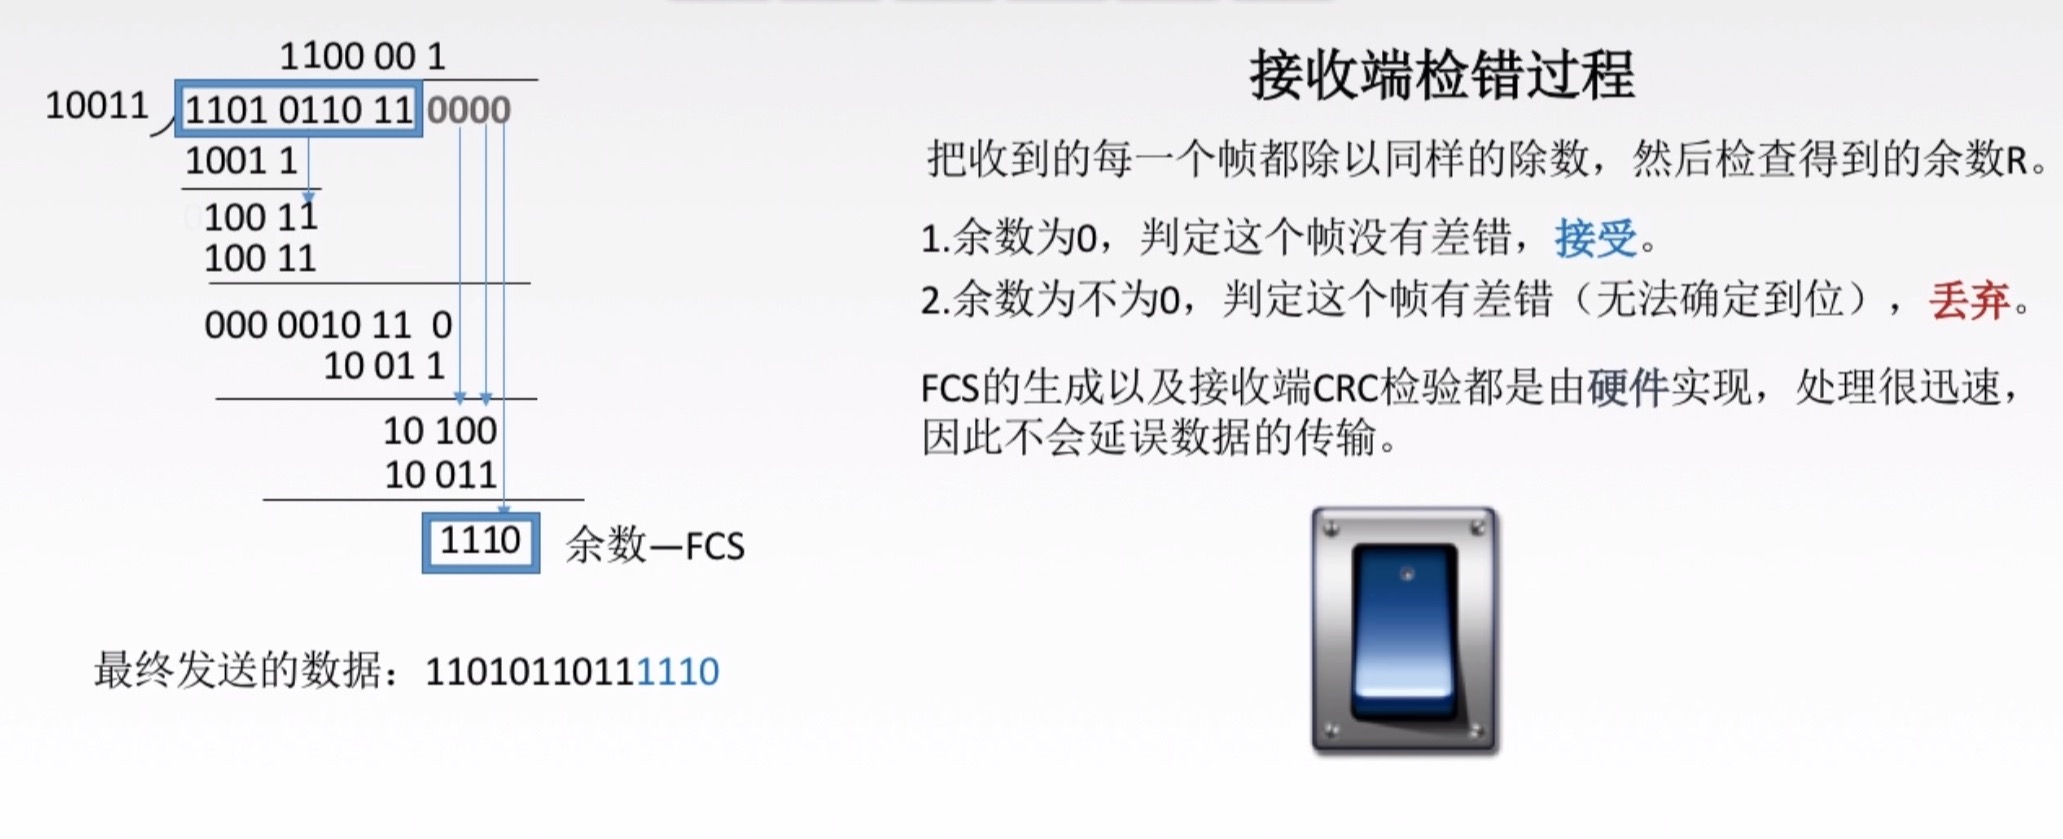 1100 00 1
10011
1101 0110 11 0000
1001 1
100 11
100 11
000 0010 11 0
10 01 1
10 100
10 011
1110 余数—FCS
最终发送的数据：11010110111110
接收端检错过程
把收到的每一个帧都除以同样的除数，然后检查得到的余数R。
1.余数为0，判定这个帧没有差错，接受。
2.余数为不为0，判定这个帧有差错（无法确定到位），丢弃。
FCS的生成以及接收端CRC检验都是由硬件实现，处理很迅速，
因此不会延误数据的传输。